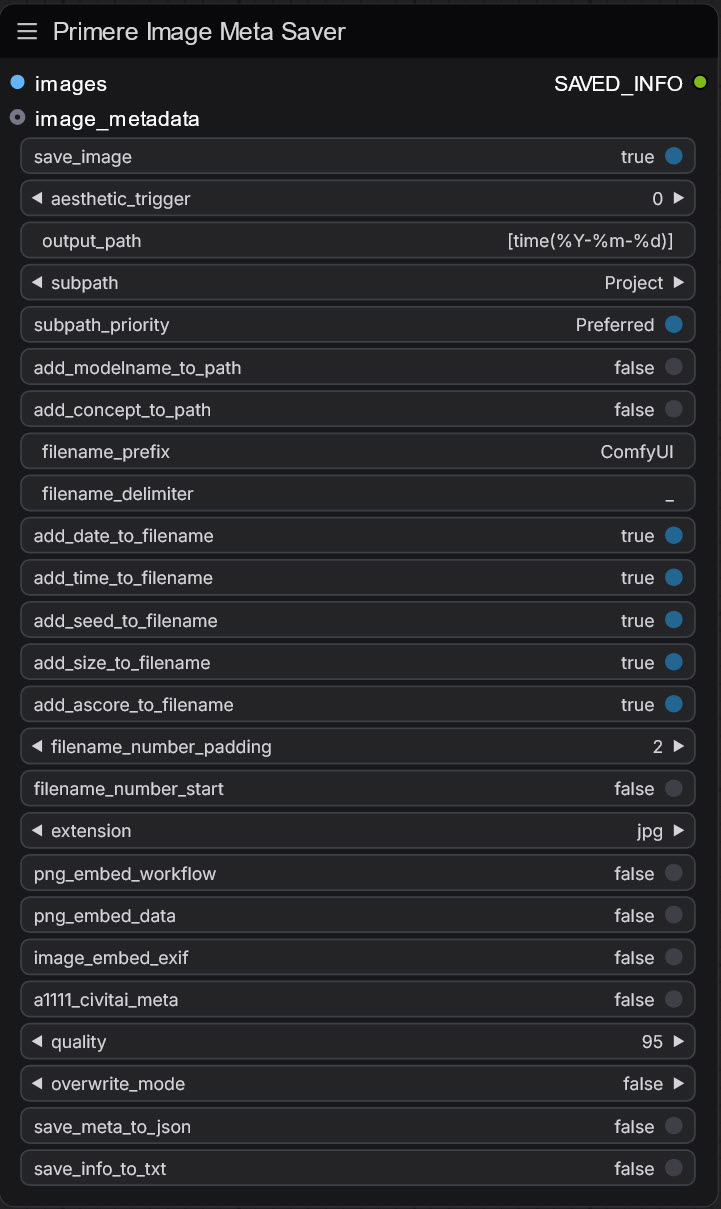 Primere Image Meta Saver
images SAVED_INFO
image_metadata
save_image true
aesthetic_trigger 0
output_path [time(%Y-%m-%d)]
subpath Project
subpath_priority Preferred
add_modelname_to_path false
add_concept_to_path false
filename_prefix ComfyUI
filename_delimiter _
add_date_to_filename true
add_time_to_filename true
add_seed_to_filename true
add_size_to_filename true
add_ascore_to_filename true
filename_number_padding 2
filename_number_start false
extension jpg
png_embed_workflow false
png_embed_data false
image_embed_exif false
a1111_civitai_meta false
quality 95
overwrite_mode false
save_meta_to_json false
save_info_to_txt false